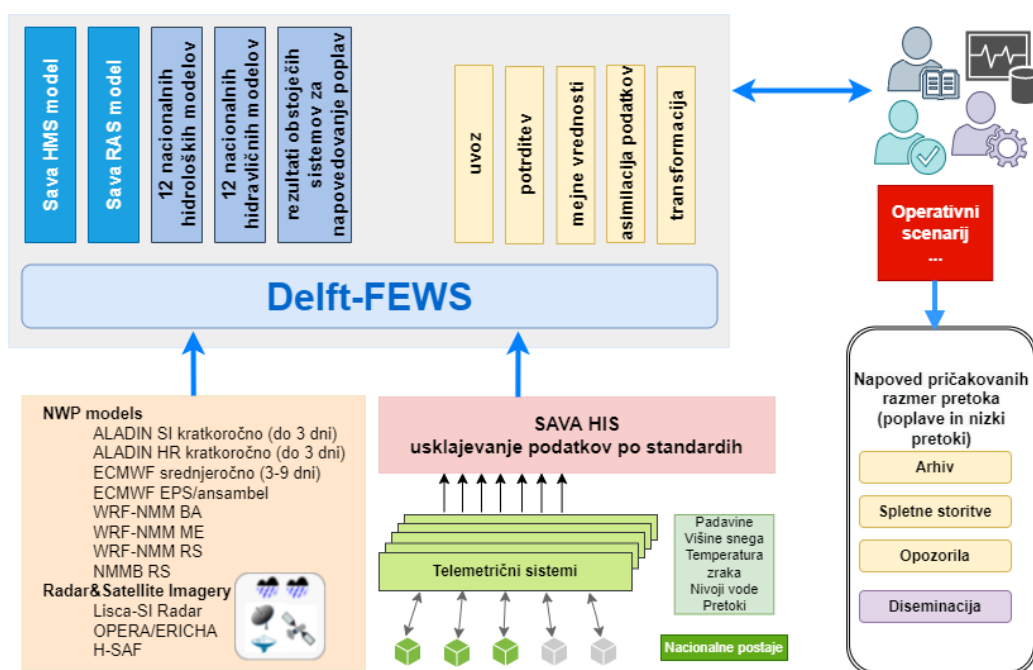 Sava HMS model
Sava RAS model
12 nacionalnih
hidroloških modelov
12 nacionalnih
hidravličnih modelov
rezultati obstoječih
sistemov za
napovedovanje poplav
uvoz
potrditev
mejne vrednosti
asimilacija podatkov
transformacija
Delft-FEWS
Operativni
scenarij
...
NWP models
ALADIN SI kratkoročno (do 3 dni)
ALADIN HR kratkoročno (do 3 dni)
ECMWF srednjeročno (3-9 dni)
ECMWF EPS/ansambel
WRF-NMM BA
WRF-NMM ME
WRF-NMM RS
NMMB RS
Radar&Satellite Imagery
Lisca-SI Radar
OPERA/ERICHA
H-SAF
SAVA HIS
usklajevanje podatkov po standardih
Telemetrični sistemi
Padavine
Višine snega
Temperatura
zraka
Nivoji vode
Pretoki
Nacionalne postaje
Napoved pričakovanih
razmer pretoka
(poplave in nizki
pretoki)
Arhiv
Spletne storitve
Opozorila
Diseminacija